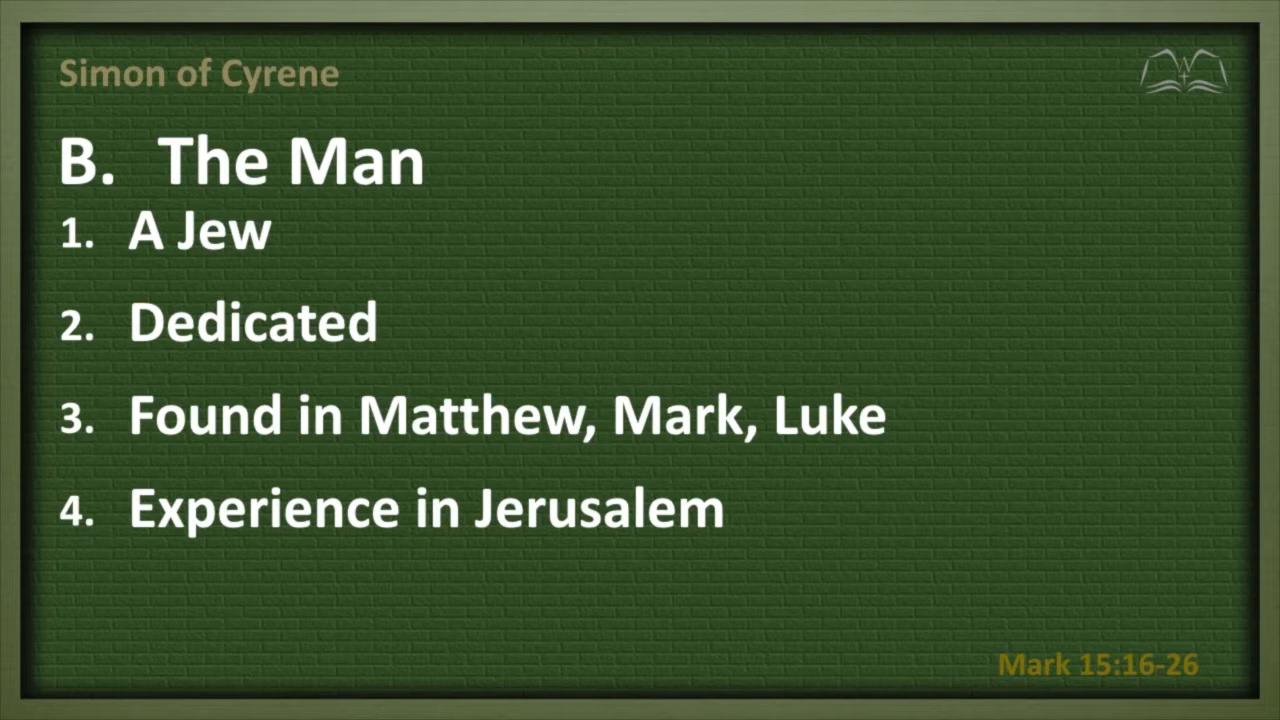 Simon of Cyrene
B. The Man
1. A Jew
2. Dedicated
3. Found in Matthew, Mark, Luke
4. Experience in Jerusalem
Mark 15:16-26